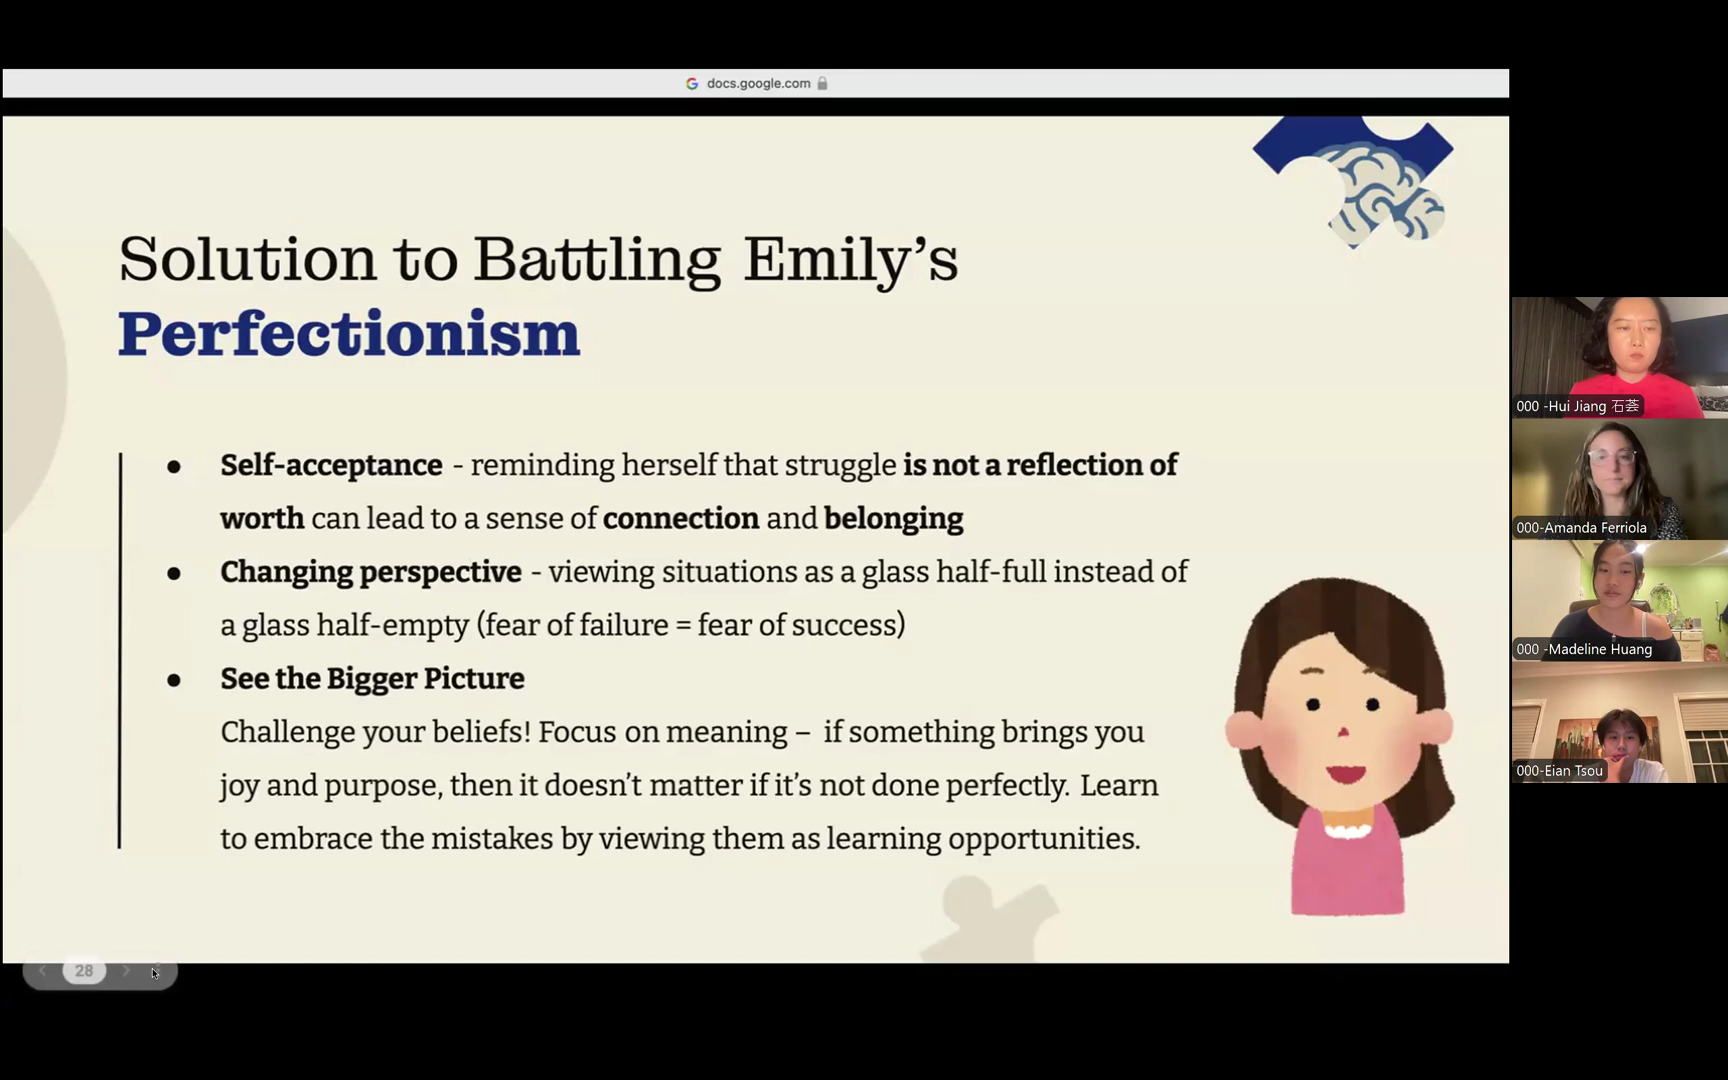 docs.google.com
Solution to Battling Emily's
Perfectionism
● Self-acceptance - reminding herself that struggle is not a reflection of
worth can lead to a sense of connection and belonging
● Changing perspective - viewing situations as a glass half-full instead of
a glass half-empty (fear of failure = fear of success)
● See the Bigger Picture
Challenge your beliefs! Focus on meaning – if something brings you
joy and purpose, then it doesn't matter if it's not done perfectly. Learn
to embrace the mistakes by viewing them as learning opportunities.
28
000 -Hui Jiang 石荟
000-Amanda Ferriola
000 -Madeline Huang
000-Eian Tsou